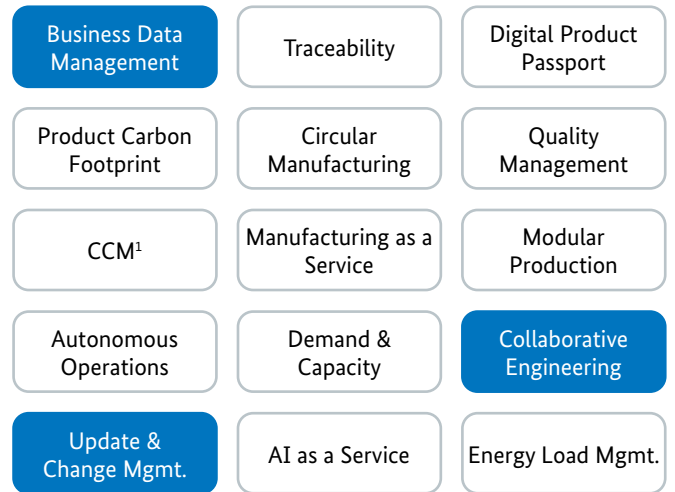 Business Data
Management
Traceability
Digital Product
Passport
Product Carbon
Footprint
Circular
Manufacturing
Quality
Management
CCM¹
Manufacturing as a
Service
Modular
Production
Autonomous
Operations
Demand &
Capacity
Collaborative
Engineering
Update &
Change Mgmt.
AI as a Service
Energy Load Mgmt.